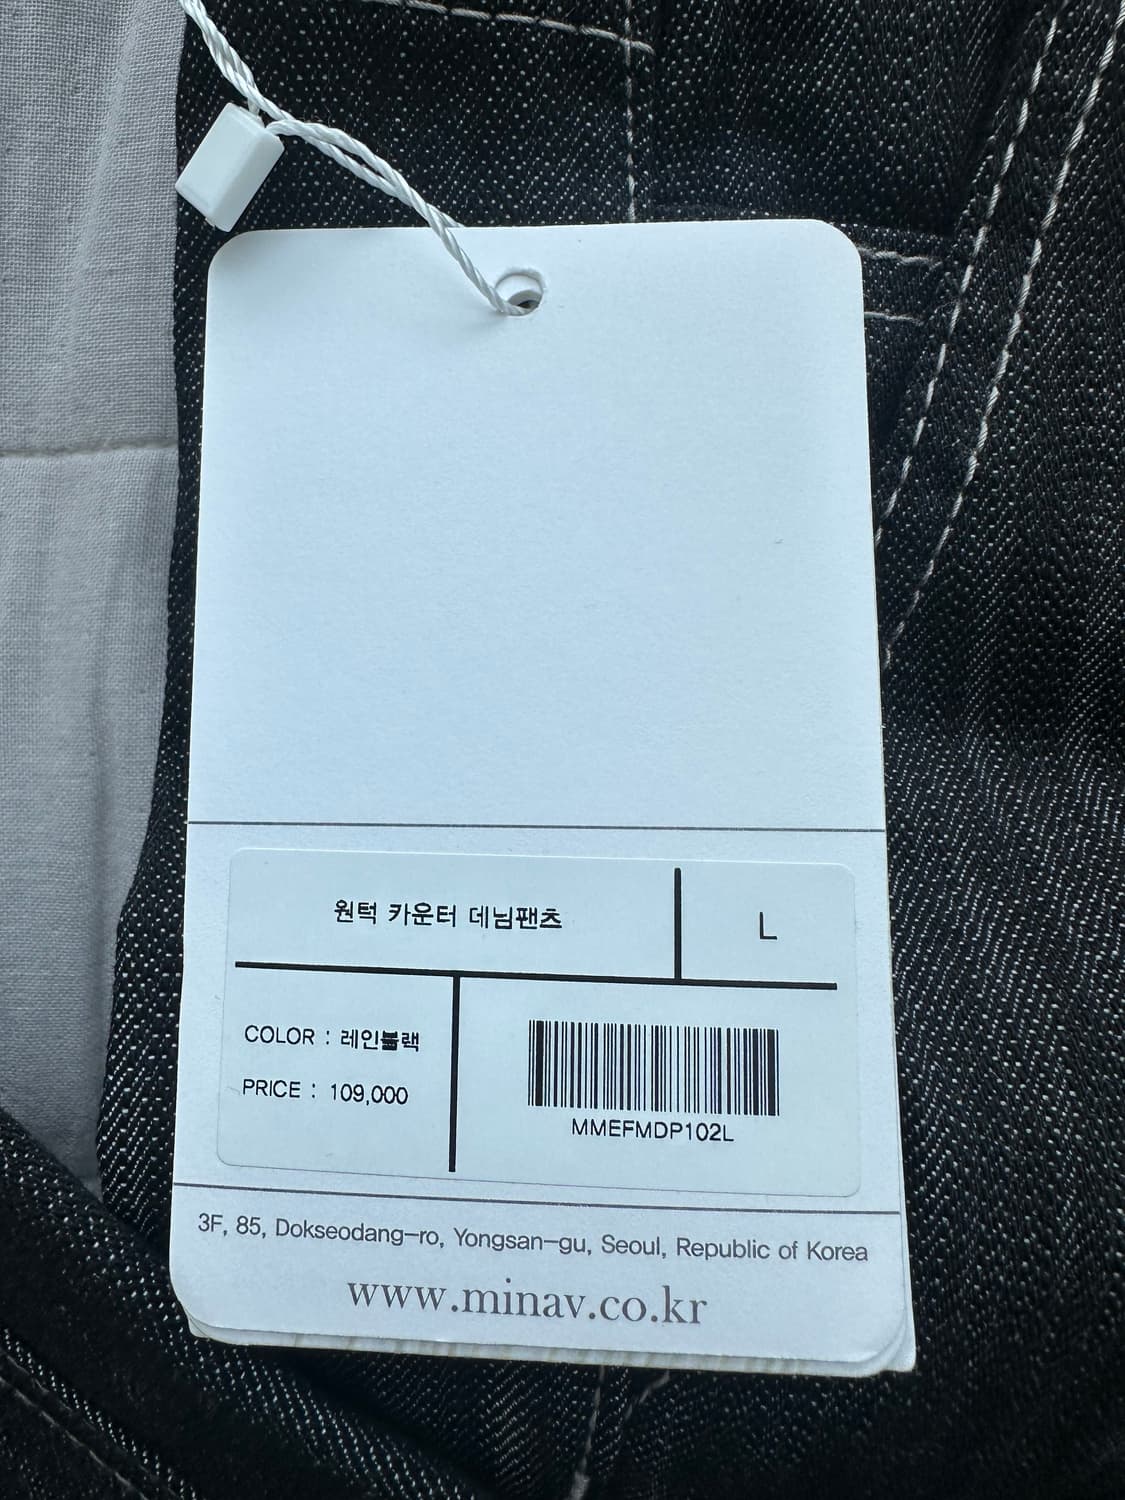 원턱 카운터 데님팬츠
L
COLOR : 레인블랙
PRICE : 109,000
MMEFMDP102L
3F, 85, Dokseodang-ro, Yongsan-gu, Seoul, Republic of Korea
www.minav.co.kr